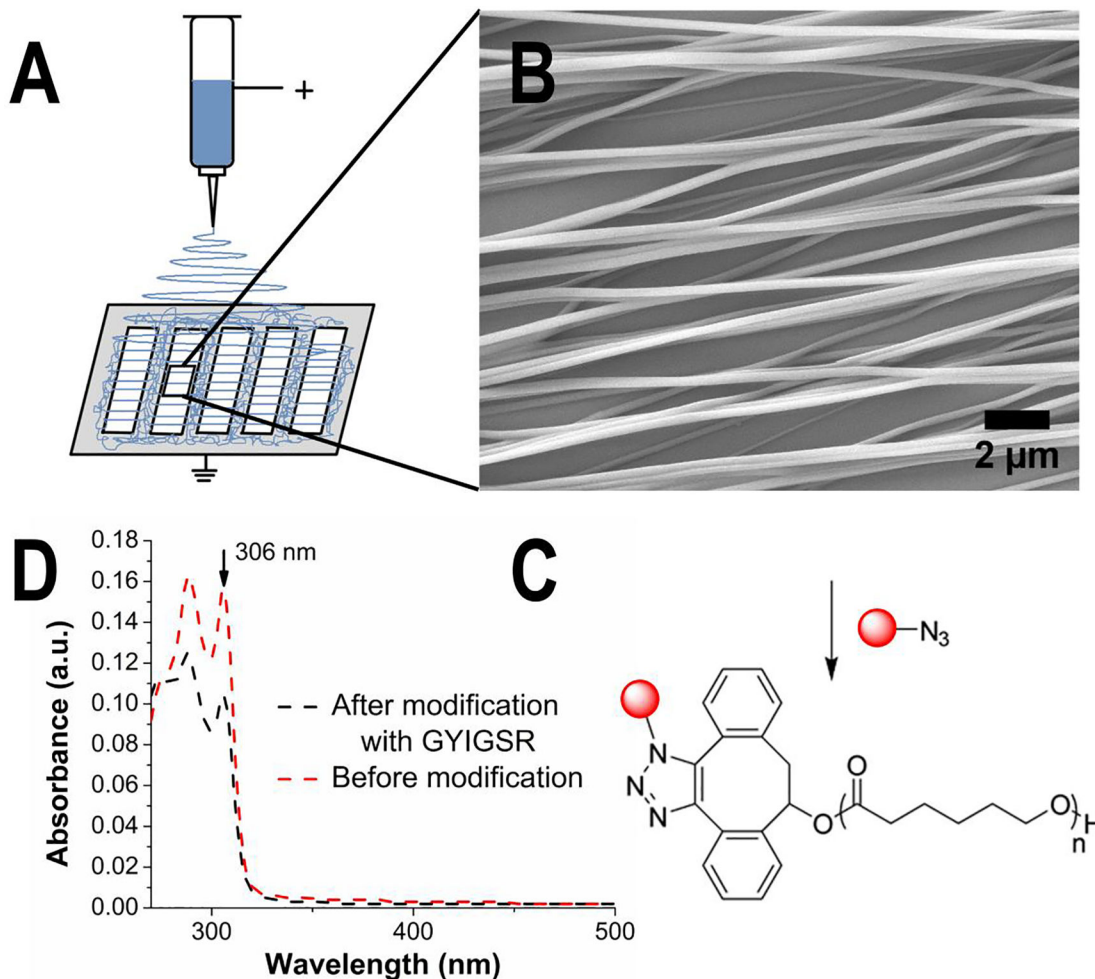 A
+
B
2 µm
D
306 nm
0.18
0.16
0.14
0.12
0.10
0.08
0.06
0.04
0.02
0.00
Absorbance (a.u.)
After modification
with GYIGSR
Before modification
300
400
500
Wavelength (nm)
C
N3
N
N
N
O
O
O
H
n